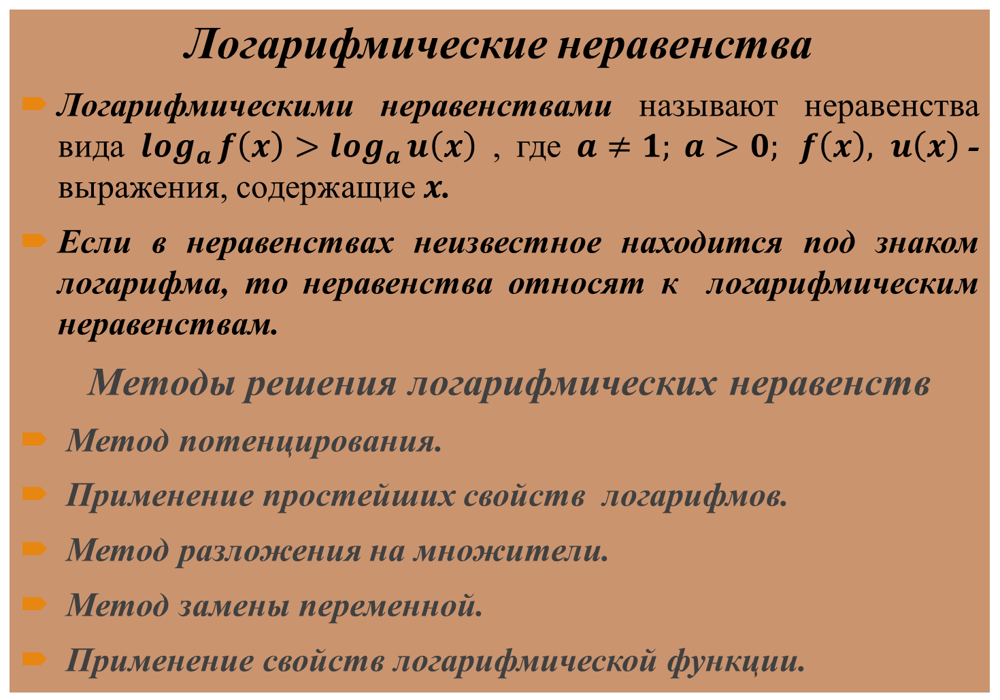 Логарифмические неравенства
Логарифмическими неравенствами называют неравенства
вида log_a f(x) > log_a u(x) , где a ≠ 1; a > 0; f(x), u(x) -
выражения, содержащие x.
Если в неравенствах неизвестное находится под знаком
логарифма, то неравенства относят к логарифмическим
неравенствам.
Методы решения логарифмических неравенств
Метод потенцирования.
Применение простейших свойств логарифмов.
Метод разложения на множители.
Метод замены переменной.
Применение свойств логарифмической функции.